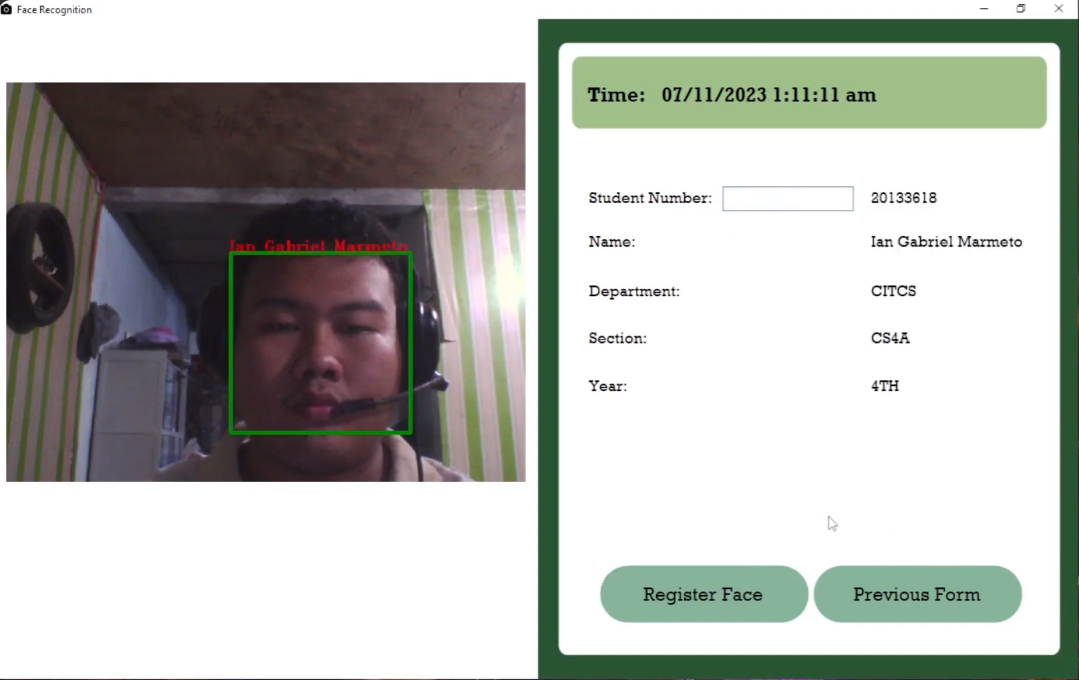 Face Recognition
Ian Gabriel Marmeto
Time: 07/11/2023 1:11:11 am
Student Number: 20133618
Name: Ian Gabriel Marmeto
Department: CITCS
Section: CS4A
Year: 4TH
Register Face
Previous Form